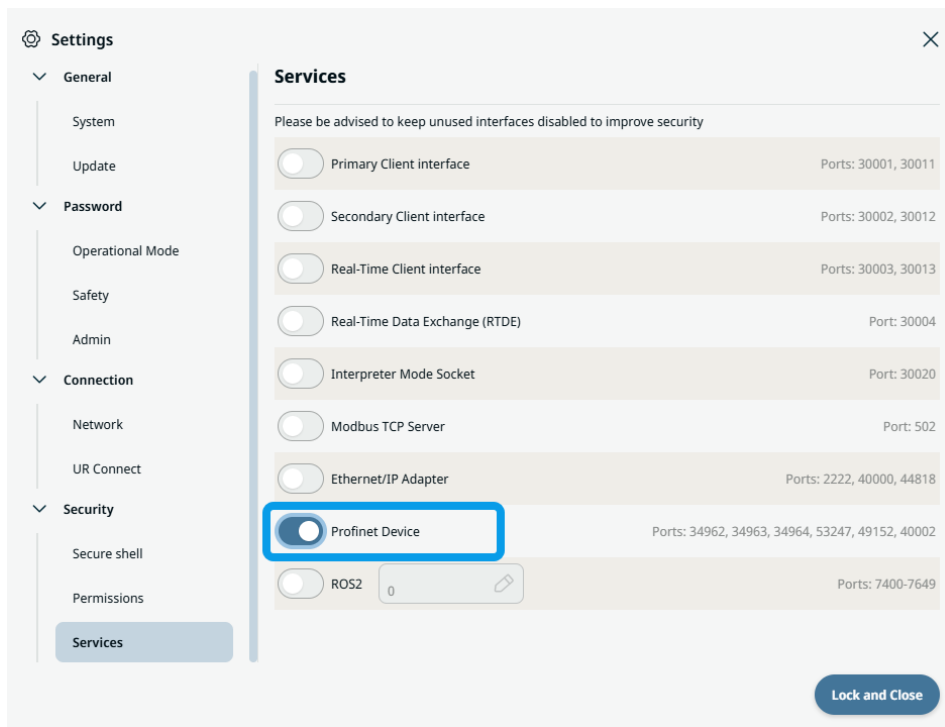 Settings
General
System
Update
Password
Operational Mode
Safety
Admin
Connection
Network
UR Connect
Security
Secure shell
Permissions
Services
Services
Please be advised to keep unused interfaces disabled to improve security
Primary Client interface Ports: 30001, 30011
Secondary Client interface Ports: 30002, 30012
Real-Time Client interface Ports: 30003, 30013
Real-Time Data Exchange (RTDE) Port: 30004
Interpreter Mode Socket Port: 30020
Modbus TCP Server Port: 502
Ethernet/IP Adapter Ports: 2222, 40000, 44818
Profinet Device Ports: 34962, 34963, 34964, 53247, 49152, 40002
ROS2 0 Ports: 7400-7649
Lock and Close